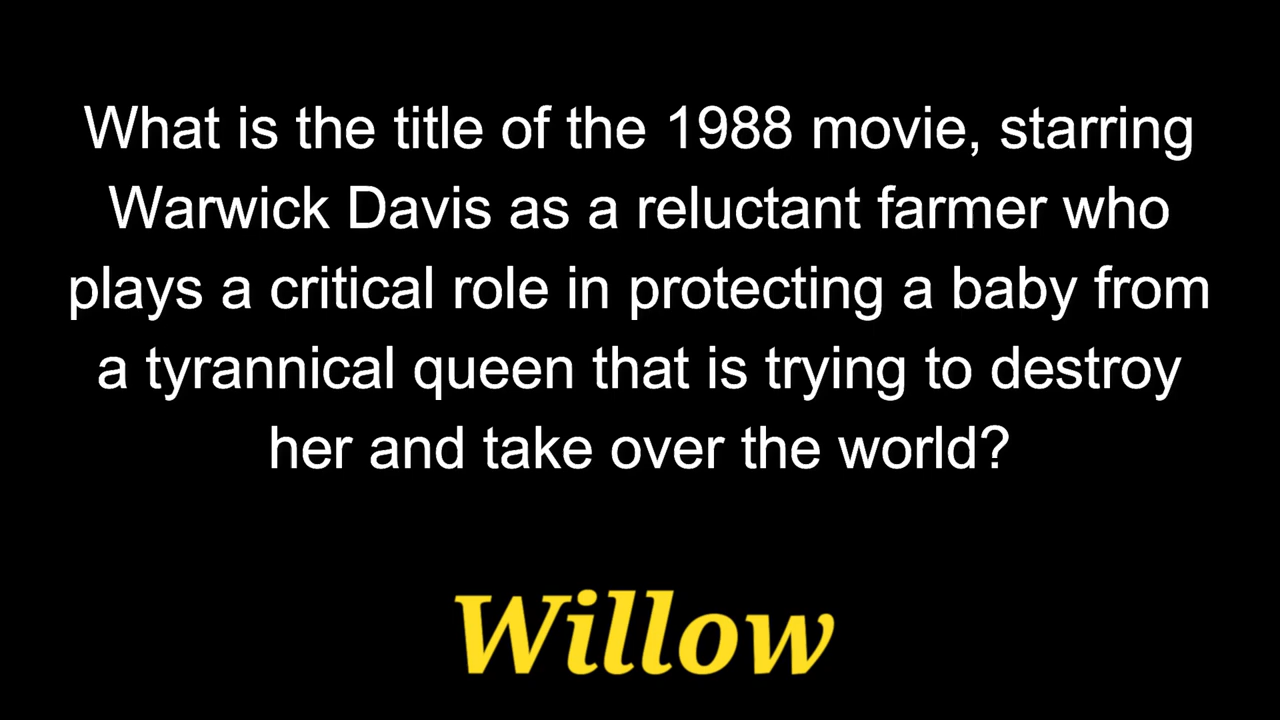 What is the title of the 1988 movie, starring
Warwick Davis as a reluctant farmer who
plays a critical role in protecting a baby from
a tyrannical queen that is trying to destroy
her and take over the world?
Willow